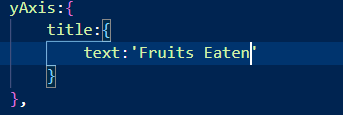 yAxis:{
title:{
text:'Fruits Eaten'
}
},